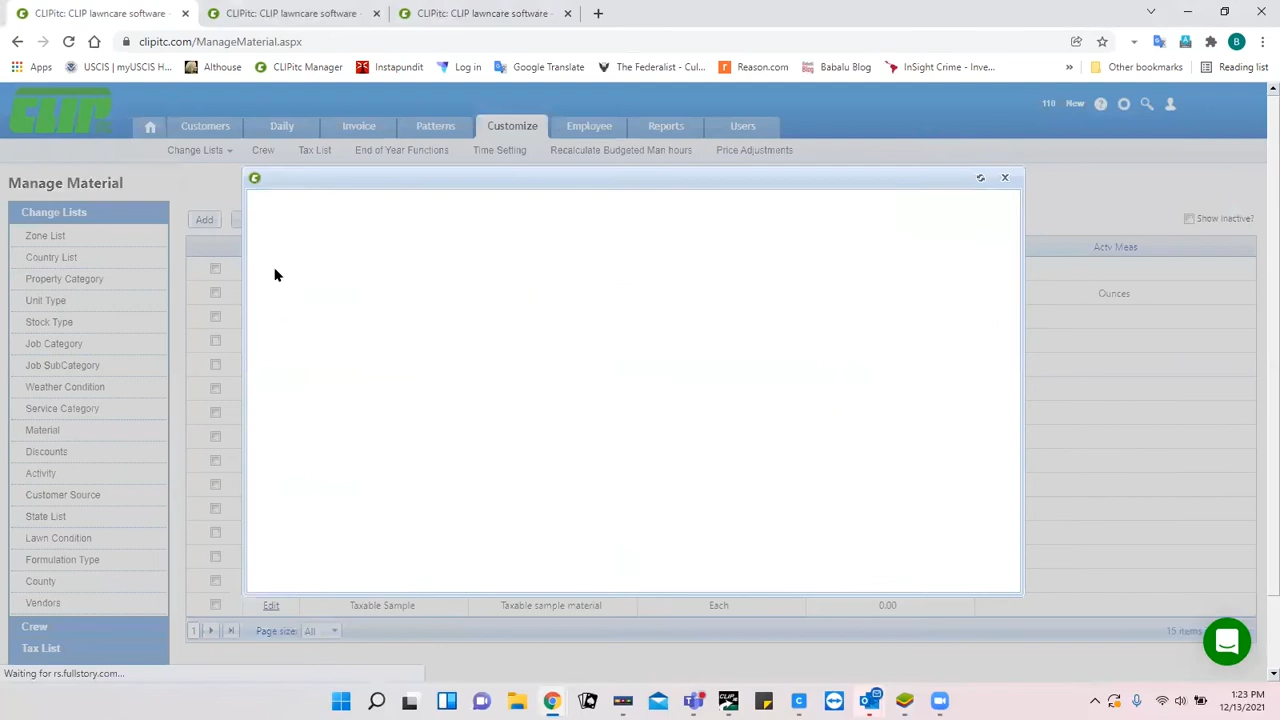 CLIPitc: CLIP lawncare software - CLIPitc: CLIP lawncare software - CLIPitc: CLIP lawncare software -
clipitc.com/ManageMaterial.aspx
Apps USCIS | myUSCIS H... Althouse CLIPitc Manager Instapundit Log in Google Translate The Federalist - Cul... Reason.com Babalu Blog InSight Crime - Inve... » Other bookmarks Reading list
CLIP 110 New
Customers Daily Invoice Patterns Customize Employee Reports Users
Change Lists Crew Tax List End of Year Functions Time Setting Recalculate Budgeted Man hours Price Adjustments
Manage Material
Change Lists
Add Show inactive?
Zone List Actv Meas
Country List
Property Category
Unit Type Ounces
Stock Type
Job Category
Job SubCategory
Weather Condition
Service Category
Material
Discounts
Activity
Customer Source
State List
Lawn Condition
Formulation Type
County
Vendors Edit Taxable Sample Taxable sample material Each 0.00
Crew 1 Page size: All 15 items
Tax List
Waiting for rs.fullstory.com...
1:23 PM
12/13/2021